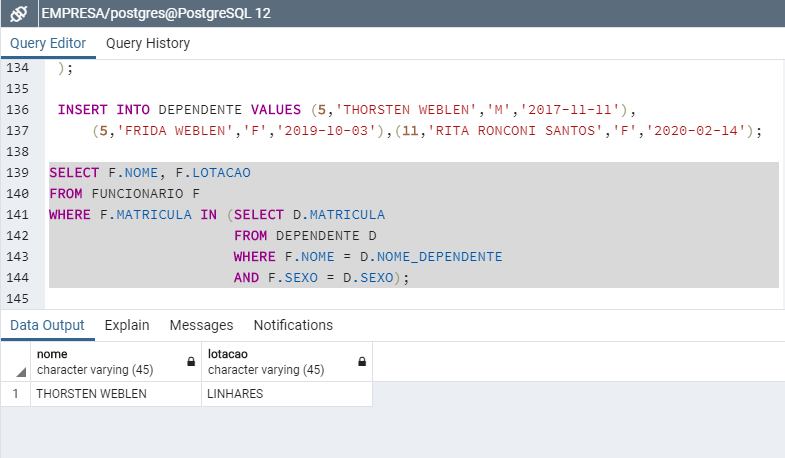 EMPRESA/postgres@PostgreSQL 12
Query Editor Query History
134 );
135
136 INSERT INTO DEPENDENTE VALUES (5,'THORSTEN WEBLEN','M','2017-11-11'),
137 (5,'FRIDA WEBLEN','F','2019-10-03'),(11,'RITA RONCONI SANTOS','F','2020-02-14');
138
139 SELECT F.NOME, F.LOTACAO
140 FROM FUNCIONARIO F
141 WHERE F.MATRICULA IN (SELECT D.MATRICULA
142 FROM DEPENDENTE D
143 WHERE F.NOME = D.NOME_DEPENDENTE
144 AND F.SEXO = D.SEXO);
145
Data Output Explain Messages Notifications
nome lotacao
character varying (45) character varying (45)
1 THORSTEN WEBLEN LINHARES